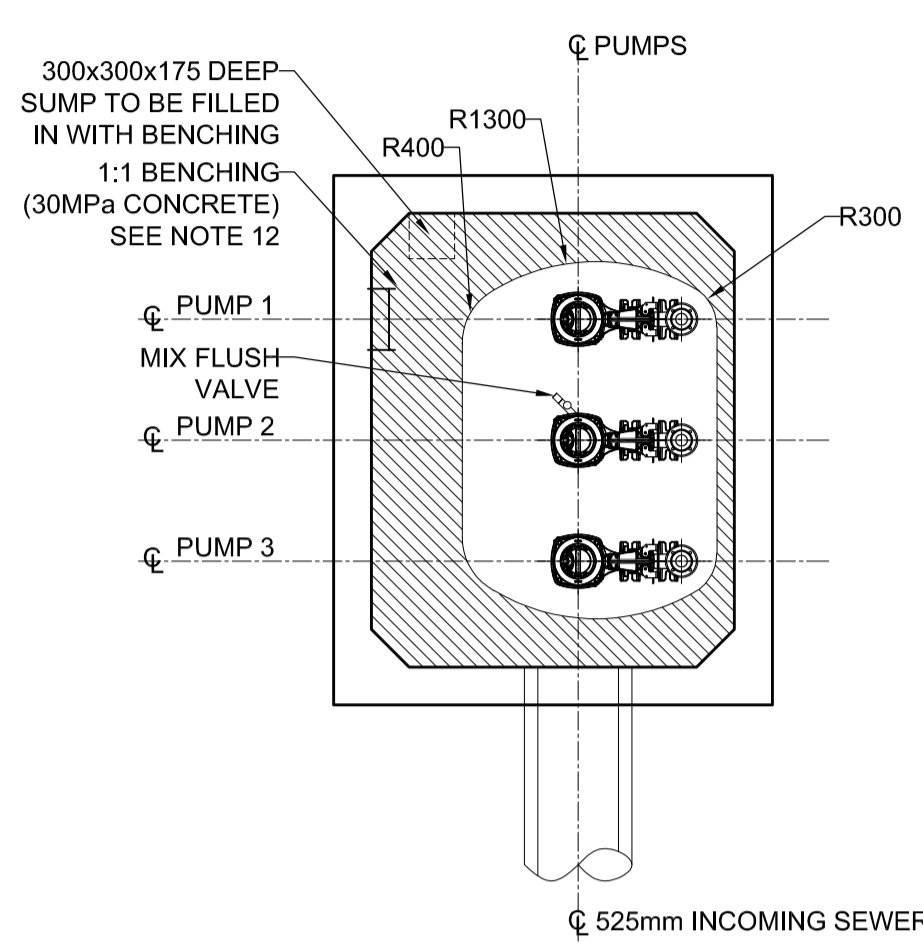 ℄ PUMPS
300x300x175 DEEP
SUMP TO BE FILLED
IN WITH BENCHING
R1300
R400
1:1 BENCHING
(30MPa CONCRETE)
SEE NOTE 12
R300
℄ PUMP 1
MIX FLUSH
VALVE
℄ PUMP 2
℄ PUMP 3
℄ 525mm INCOMING SEWER